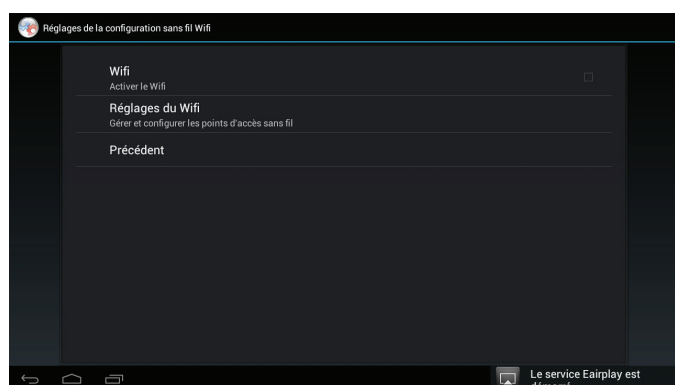 Réglages de la configuration sans fil Wifi
Wifi
Activer le Wifi
Réglages du Wifi
Gérer et configurer les points d'accès sans fil
Précédent
Le service Eairplay est
démarré